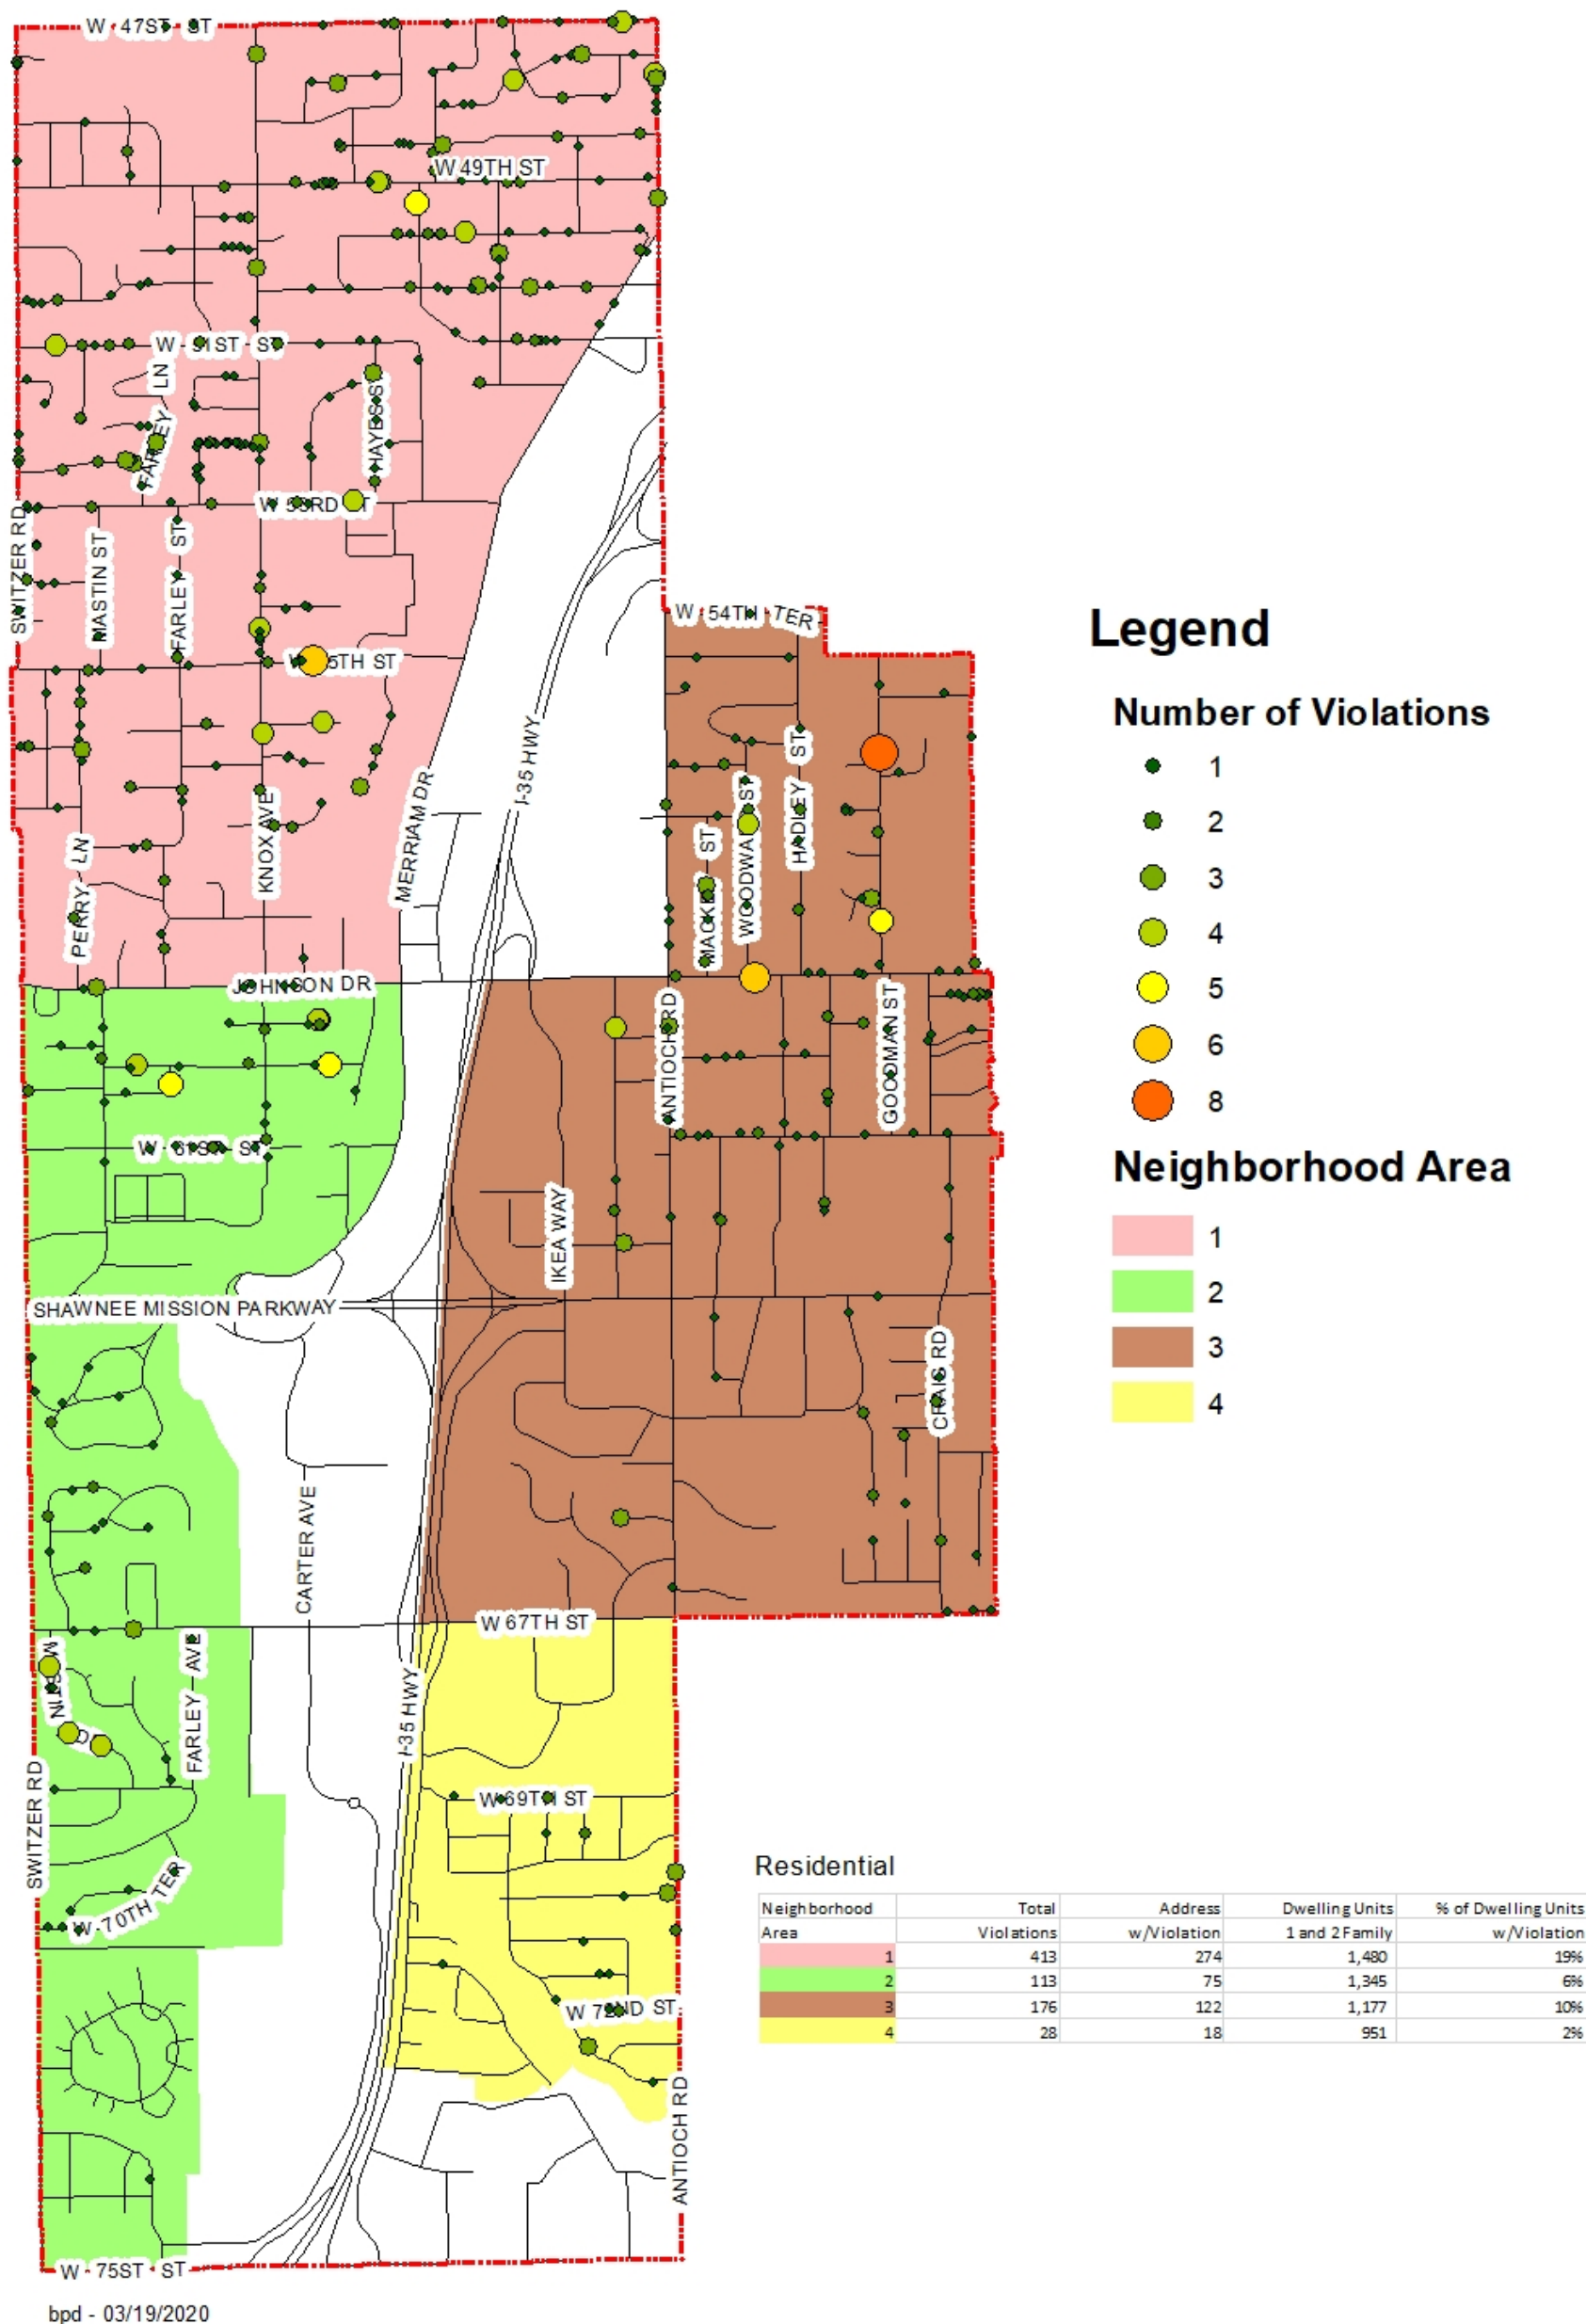 W 47ST ST
W 49TH ST
W 51ST ST
FARLEY LN
HAYES ST
W 53RD ST
SWITZER RD
MASTIN ST
FARLEY ST
W 54TH TER
W 55TH ST
I-35 HWY
MERRIAM DR
KNOX AVE
PERRY LN
HADLEY ST
WOODWARD ST
ST
JOHNSON DR
ANTIOCH RD
GOODMAN ST
W 61ST ST
IKEA WAY
SHAWNEE MISSION PARKWAY
CRAIG RD
CARTER AVE
W 67TH ST
MASTIN DR
FARLEY AVE
I-35 HWY
SWITZER RD
W 69TH ST
W 70TH TER
W 72ND ST
ANTIOCH RD
W 75ST ST
bpd - 03/19/2020
Legend
Number of Violations
1
2
3
4
5
6
8
Neighborhood Area
1
2
3
4
Residential
Neighborhood Total Address Dwelling Units % of Dwelling Units
Area Violations w/Violation 1 and 2 Family w/Violation
1 413 274 1,480 19%
2 113 75 1,345 6%
3 176 122 1,177 10%
4 28 18 951 2%